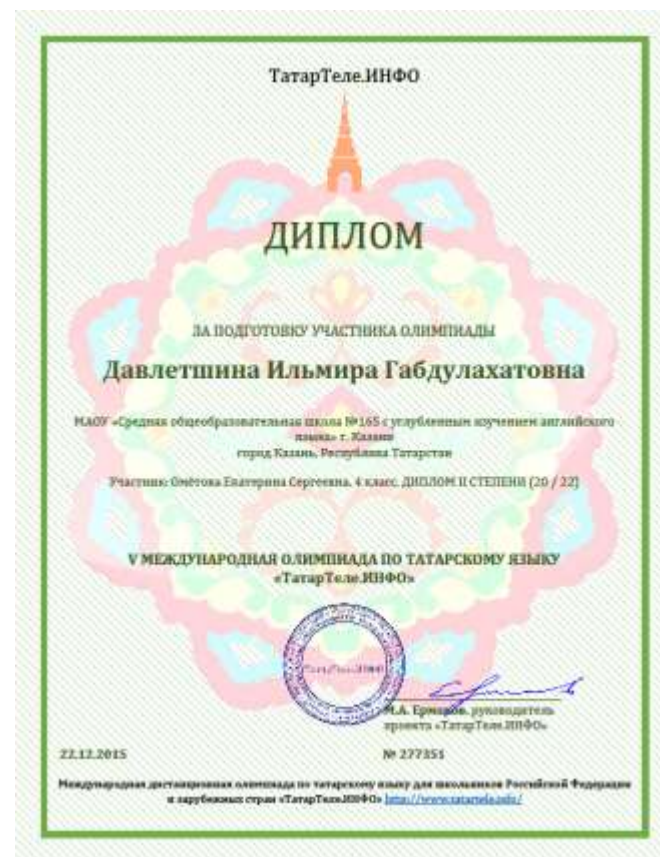 ТатарТеле.ИНФО
ДИПЛОМ
ЗА ПОДГОТОВКУ УЧАСТНИКА ОЛИМПИАДЫ
Давлетшина Ильмира Габдулахатовна
МАОУ «Средняя общеобразовательная школа №165 с углубленным изучением английского
языка» г. Казани
город Казань, Республика Татарстан
Участник: Екатерина Сергеевна, 4 класс, ДИПЛОМ II СТЕПЕНИ (20 / 22)
V МЕЖДУНАРОДНАЯ ОЛИМПИАДА ПО ТАТАРСКОМУ ЯЗЫКУ
«ТатарТеле.ИНФО»
ТатарТеле.ИНФО
М.А. Ермаков, руководитель
проекта «ТатарТеле.ИНФО»
22.12.2015
№ 277351
Международная дистанционная олимпиада по татарскому языку для школьников Российской Федерации
и зарубежных стран «ТатарТеле.ИНФО» http://www.tatartele.info/